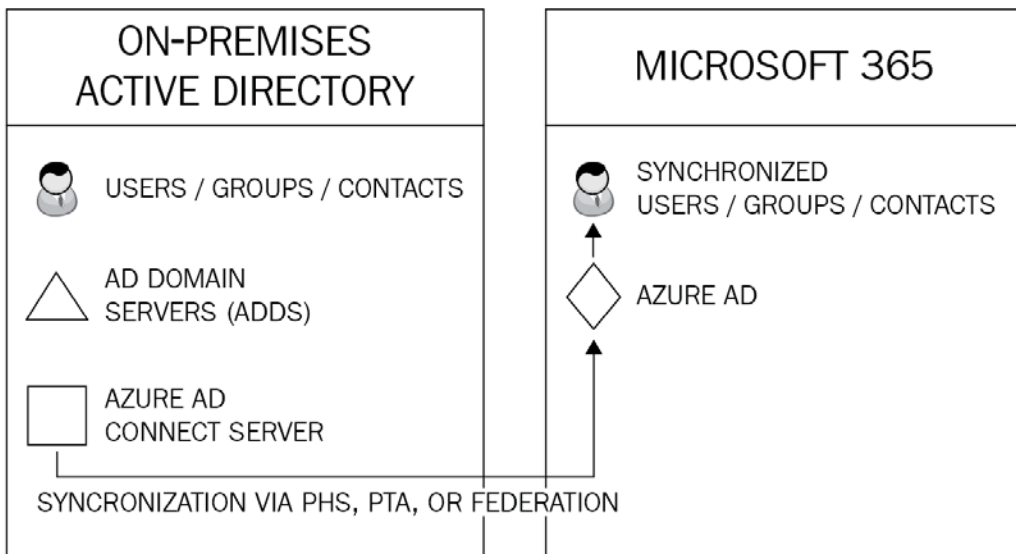 ON-PREMISES
ACTIVE DIRECTORY
USERS / GROUPS / CONTACTS
AD DOMAIN
SERVERS (ADDS)
AZURE AD
CONNECT SERVER
SYNCRONIZATION VIA PHS, PTA, OR FEDERATION
MICROSOFT 365
SYNCHRONIZED
USERS / GROUPS / CONTACTS
AZURE AD